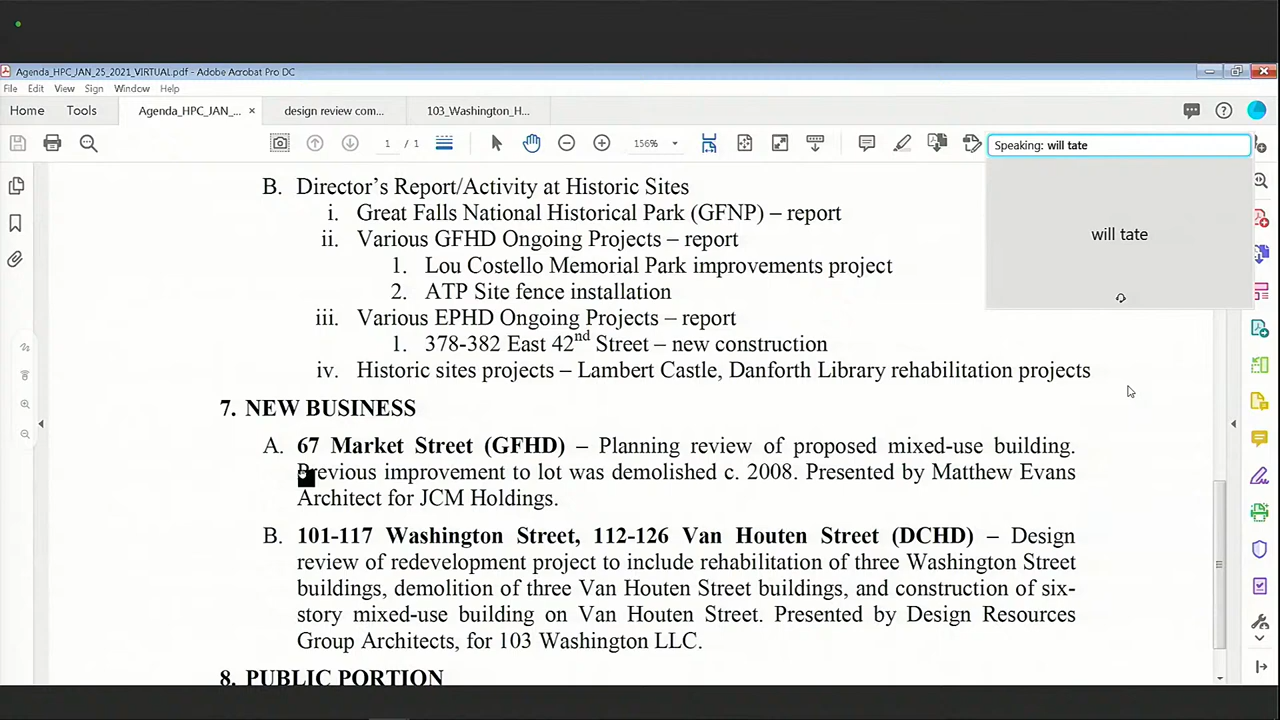 Agenda_HPC_JAN_25_2021_VIRTUAL.pdf - Adobe Acrobat Pro DC
File Edit View Sign Window Help
Home Tools Agenda_HPC_JAN_... × design review com... 103_Washington_H...
1 / 1 156%
Speaking: will tate
will tate
B. Director's Report/Activity at Historic Sites
i. Great Falls National Historical Park (GFNP) – report
ii. Various GFHD Ongoing Projects – report
1. Lou Costello Memorial Park improvements project
2. ATP Site fence installation
iii. Various EPHD Ongoing Projects – report
1. 378-382 East 42nd Street – new construction
iv. Historic sites projects – Lambert Castle, Danforth Library rehabilitation projects
7. NEW BUSINESS
A. 67 Market Street (GFHD) – Planning review of proposed mixed-use building.
Previous improvement to lot was demolished c. 2008. Presented by Matthew Evans
Architect for JCM Holdings.
B. 101-117 Washington Street, 112-126 Van Houten Street (DCHD) – Design
review of redevelopment project to include rehabilitation of three Washington Street
buildings, demolition of three Van Houten Street buildings, and construction of six-
story mixed-use building on Van Houten Street. Presented by Design Resources
Group Architects, for 103 Washington LLC.
8. PUBLIC PORTION